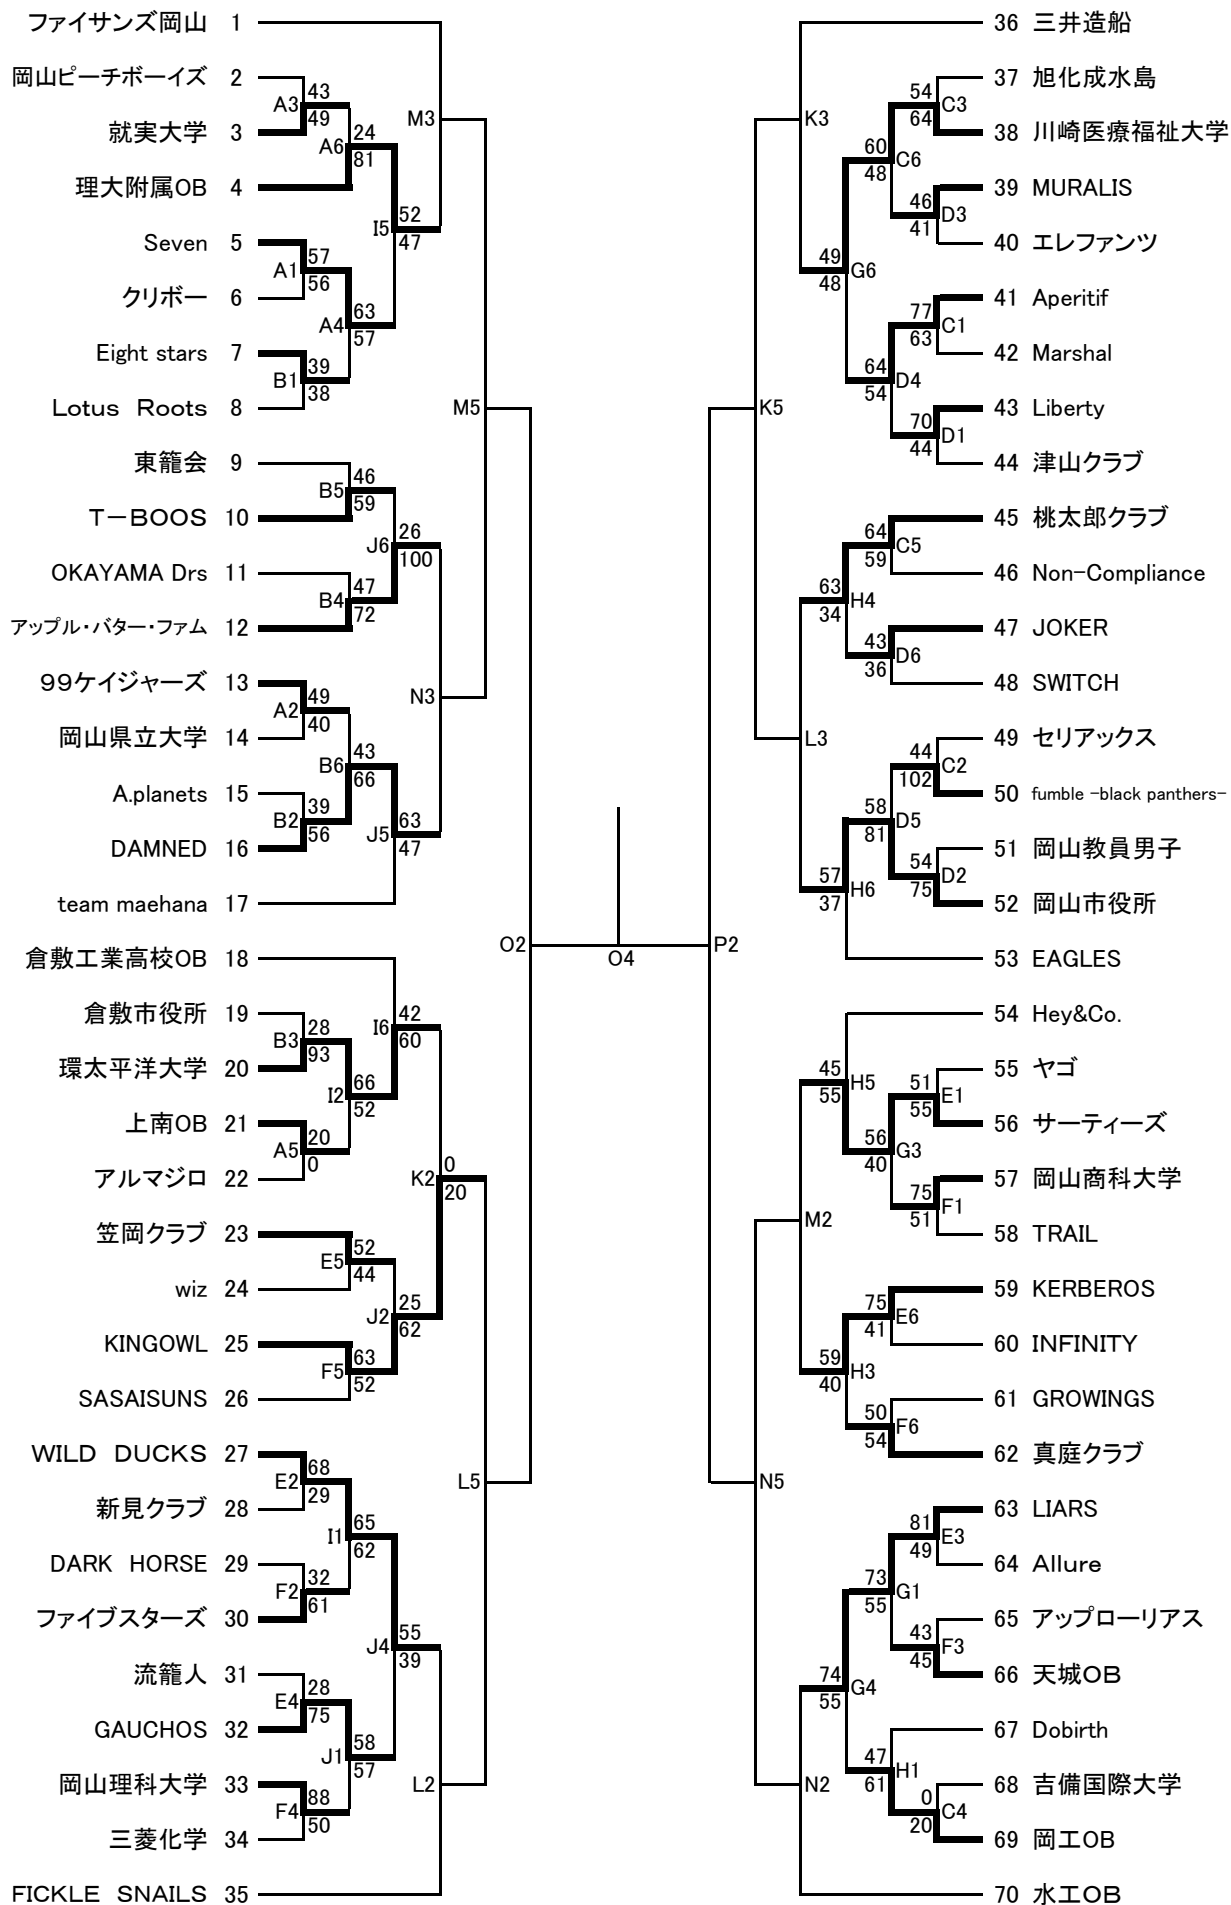 ファイサンズ岡山 1
岡山ピーチボーイズ 2
A3 43
49
就実大学 3
A6 24
81
理大附属OB 4
M3
I5 52
47
Seven 5
A1 57
56
クリボー 6
A4 63
57
Eight stars 7
B1 39
38
Lotus Roots 8
M5
東籠会 9
B5 46
59
T－BOOS 10
J6 26
100
OKAYAMA Drs 11
B4 47
72
アップル・バター・ファム 12
99ケイジャーズ 13
A2 49
40
N3
岡山県立大学 14
B6 43
66
A.planets 15
B2 39
56
J5 63
47
DAMNED 16
team maehana 17
O2
倉敷工業高校OB 18
倉敷市役所 19
B3 28
93
I6 42
60
環太平洋大学 20
I2 66
52
上南OB 21
A5 20
0
アルマジロ 22
K2 0
20
笠岡クラブ 23
E5 52
44
wiz 24
J2 25
62
KINGOWL 25
F5 63
52
SASAISUNS 26
WILD DUCKS 27
E2 68
29
L5
新見クラブ 28
I1 65
62
DARK HORSE 29
F2 32
61
ファイブスターズ 30
J4 55
39
流籠人 31
E4 28
75
GAUCHOS 32
J1 58
57
岡山理科大学 33
F4 88
50
L2
三菱化学 34
FICKLE SNAILS 35
O4
36 三井造船
37 旭化成水島
54
64 C3
K3
38 川崎医療福祉大学
60
48 C6
39 MURALIS
46
41 D3
40 エレファンツ
49
48 G6
41 Aperitif
77
63 C1
42 Marshal
64
54 D4
43 Liberty
70
44 D1
K5
44 津山クラブ
45 桃太郎クラブ
64
59 C5
46 Non-Compliance
63
34 H4
47 JOKER
43
36 D6
48 SWITCH
L3
49 セリアックス
44
102 C2
50 fumble -black panthers-
58
81 D5
51 岡山教員男子
54
75 D2
57
37 H6
52 岡山市役所
P2
53 EAGLES
54 Hey&Co.
45
55 H5
55 ヤゴ
51
55 E1
56 サーティーズ
56
40 G3
57 岡山商科大学
75
51 F1
M2
58 TRAIL
59 KERBEROS
75
41 E6
60 INFINITY
59
40 H3
61 GROWINGS
50
54 F6
62 真庭クラブ
N5
63 LIARS
81
49 E3
64 Allure
73
55 G1
65 アップローリアス
43
45 F3
66 天城OB
74
55 G4
67 Dobirth
47
61 H1
68 吉備国際大学
N2
0
20 C4
69 岡工OB
70 水工OB